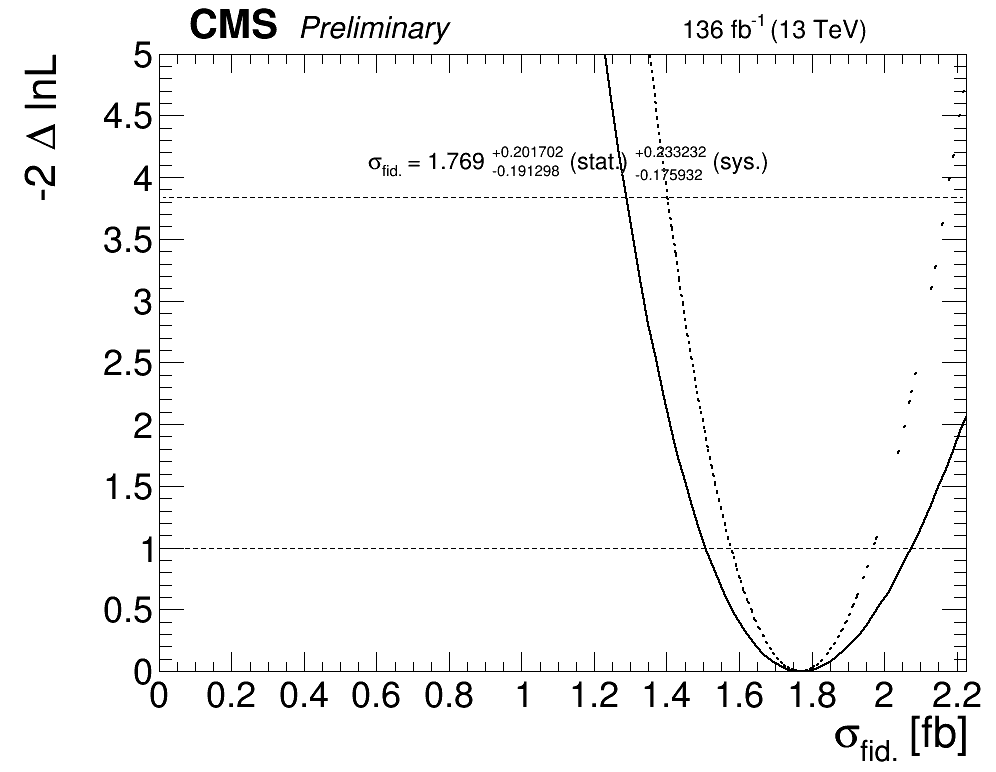 CMS Preliminary 136 fb-1 (13 TeV)
-2 Δ lnL
5
4.5
σfid. = 1.769 +0.201702 -0.191298 (stat.) +0.233232 -0.175932 (sys.)
4
3.5
3
2.5
2
1.5
1
0.5
0
0 0.2 0.4 0.6 0.8 1 1.2 1.4 1.6 1.8 2 2.2
σfid. [fb]